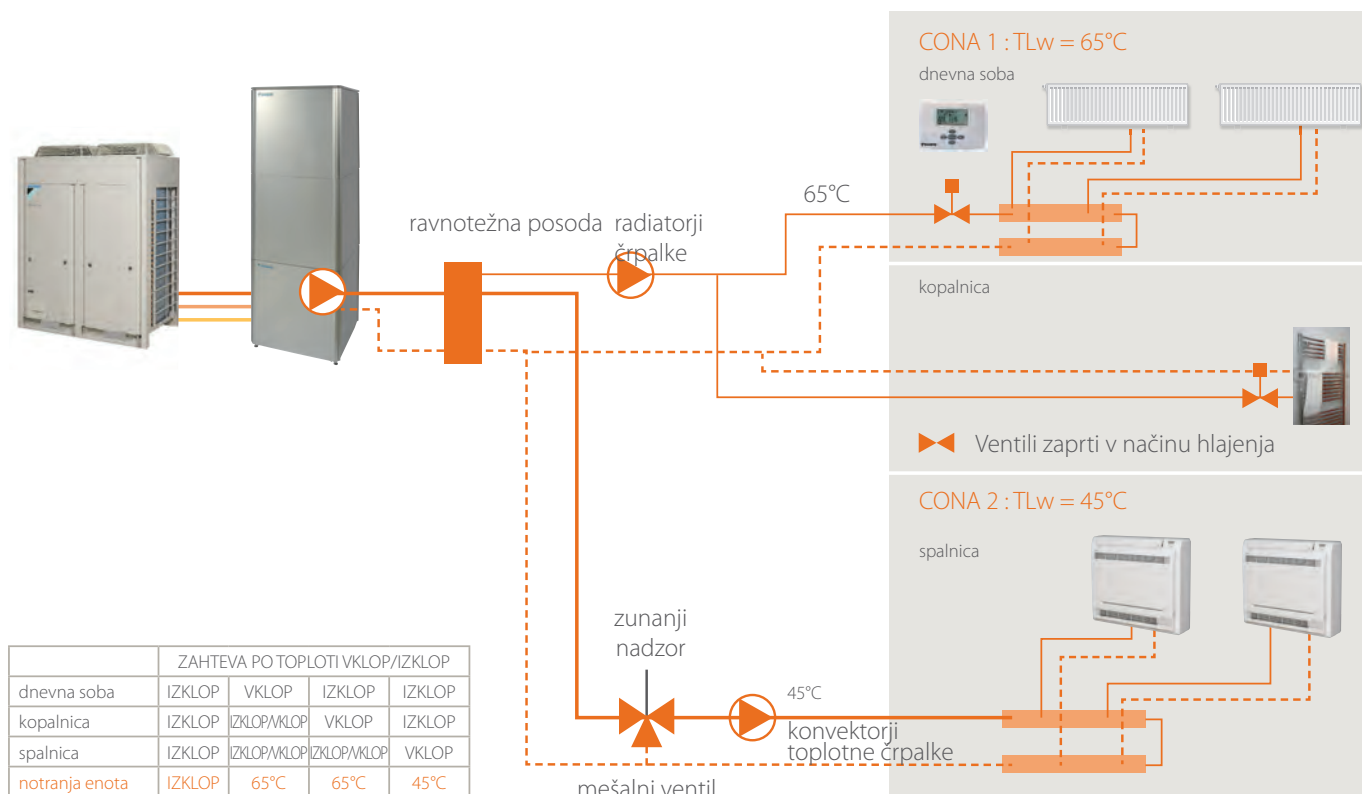 CONA 1 : TLw = 65°C
dnevna soba
65°C
ravnotežna posoda
radiatorji
črpalke
kopalnica
Ventili zaprti v načinu hlajenja
CONA 2 : TLw = 45°C
spalnica
zunanji
nadzor
45°C
konvektorji
toplotne črpalke
mešalni ventil
ZAHTEVA PO TOPLOTI VKLOP/IZKLOP
dnevna soba IZKLOP VKLOP IZKLOP IZKLOP
kopalnica IZKLOP IZKLOP/VKLOP VKLOP IZKLOP
spalnica IZKLOP IZKLOP/VKLOP IZKLOP/VKLOP VKLOP
notranja enota IZKLOP 65°C 65°C 45°C